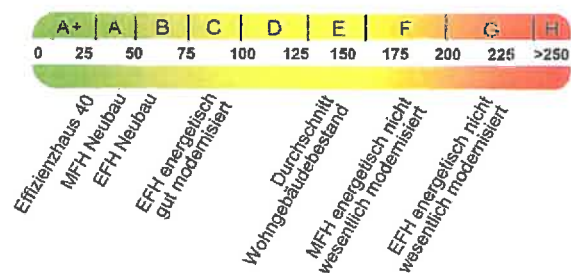 A+ A B C D E F G H
0 25 50 75 100 125 150 175 200 225 >250
Effizienzhaus 40
MFH Neubau
EFH Neubau
EFH energetisch
gut modernisiert
Durchschnitt
Wohngebäudebestand
MFH energetisch nicht
wesentlich modernisiert
EFH energetisch nicht
wesentlich modernisiert